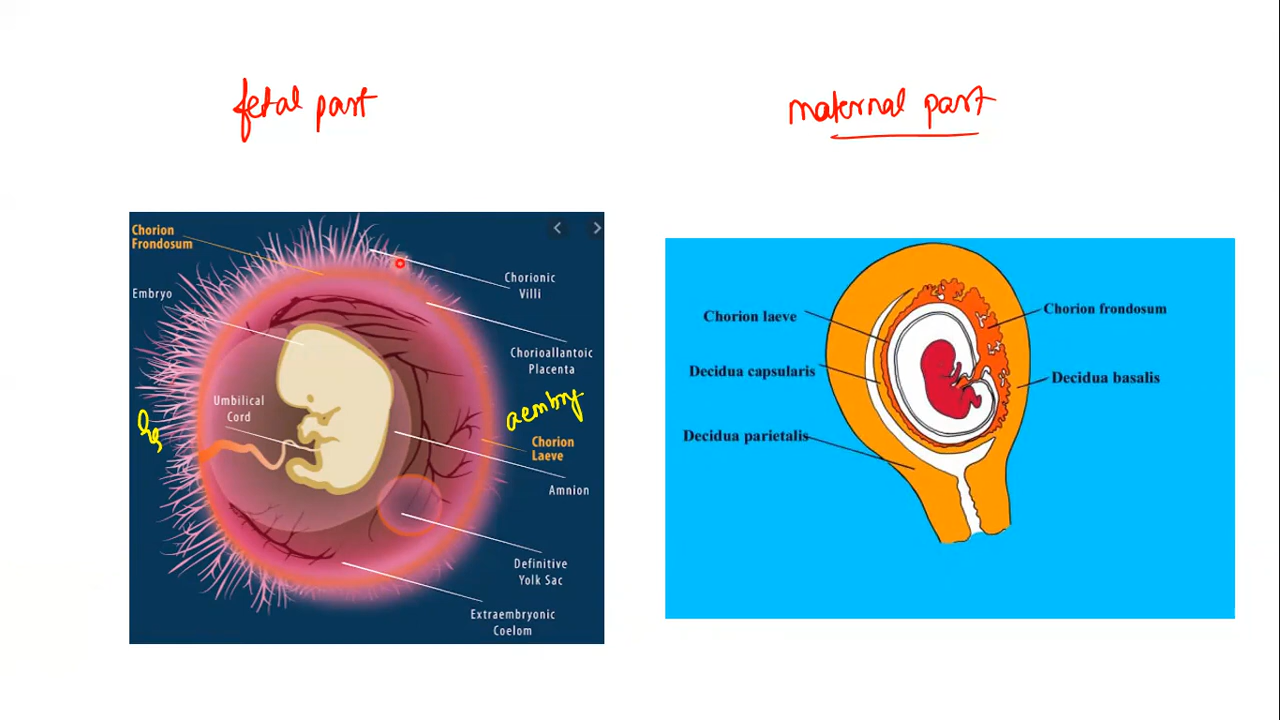 fetal part
maternal part
Chorion
Frondosum
Embryo
Umbilical
Cord
Chorionic
Villi
Chorioallantoic
Placenta
aembry
Chorion
Laeve
Amnion
Definitive
Yolk Sac
Extraembryonic
Coelom
Chorion laeve
Decidua capsularis
Decidua parietalis
Chorion frondosum
Decidua basalis